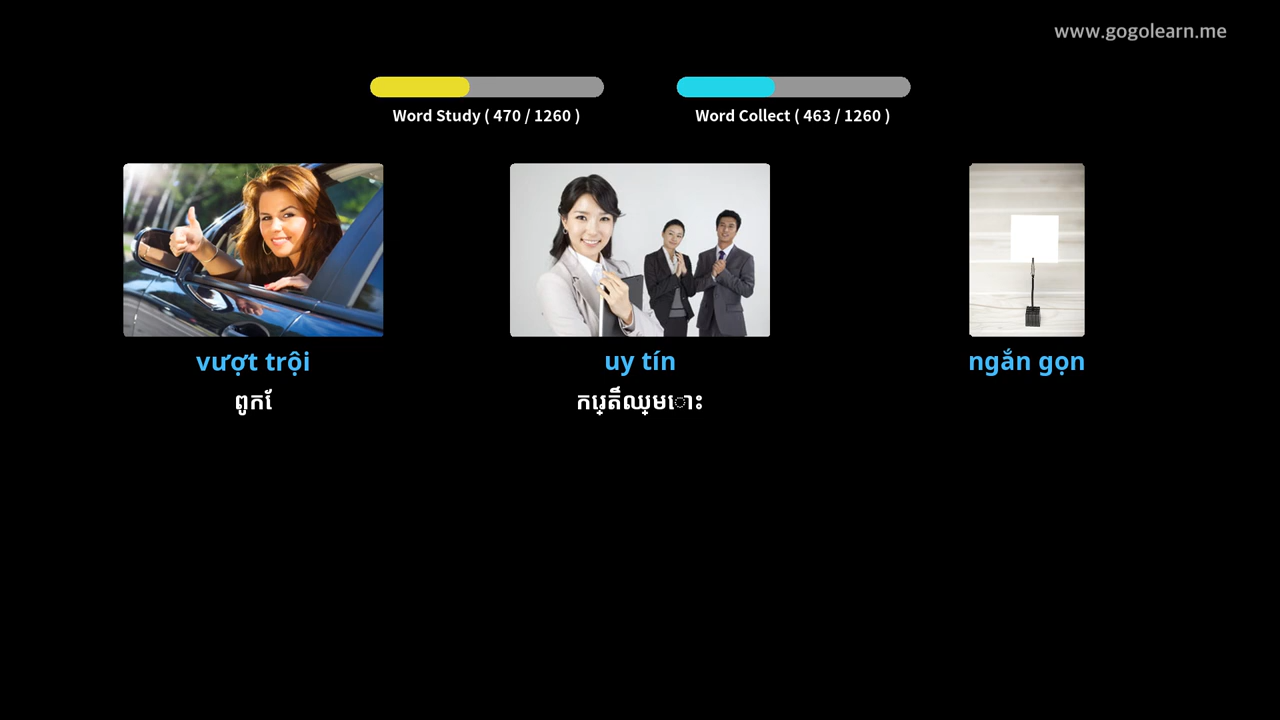 www.gogolearn.me
Word Study ( 470 / 1260 )
Word Collect ( 463 / 1260 )
vượt trội
uy tín
ngắn gọn
ពូកែ
ករេ្តិ៍ឈ្មោះ